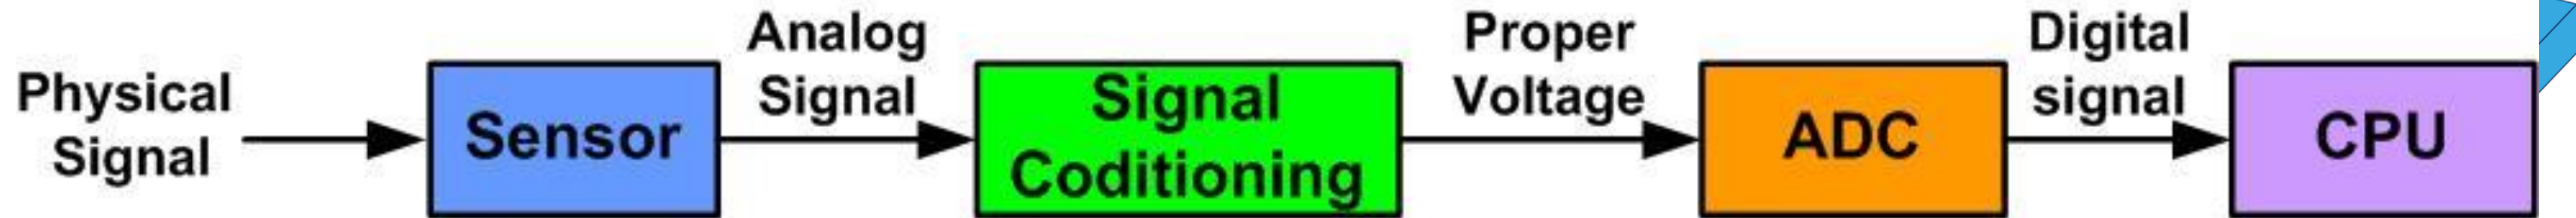 Physical
Signal
Sensor
Analog
Signal
Signal
Coditioning
Proper
Voltage
ADC
Digital
signal
CPU